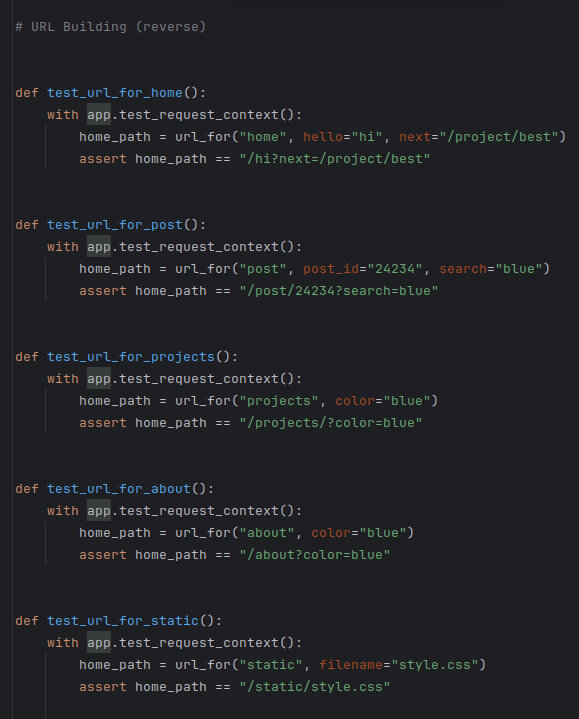 # URL Building (reverse)
def test_url_for_home():
    with app.test_request_context():
        home_path = url_for("home", hello="hi", next="/project/best")
        assert home_path == "/hi?next=/project/best"
def test_url_for_post():
    with app.test_request_context():
        home_path = url_for("post", post_id="24234", search="blue")
        assert home_path == "/post/24234?search=blue"
def test_url_for_projects():
    with app.test_request_context():
        home_path = url_for("projects", color="blue")
        assert home_path == "/projects/?color=blue"
def test_url_for_about():
    with app.test_request_context():
        home_path = url_for("about", color="blue")
        assert home_path == "/about?color=blue"
def test_url_for_static():
    with app.test_request_context():
        home_path = url_for("static", filename="style.css")
        assert home_path == "/static/style.css"